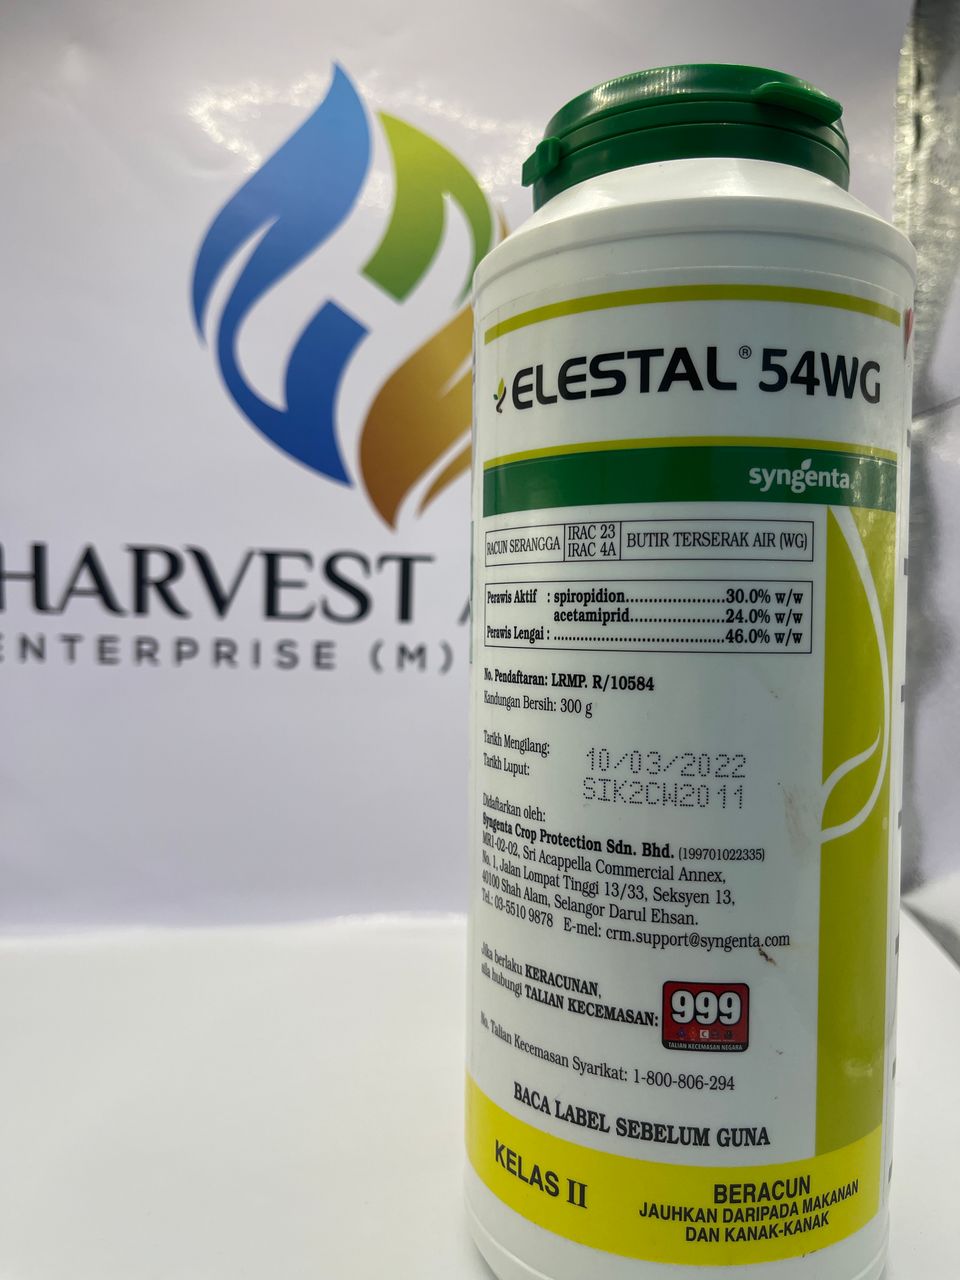 HARVEST
ENTERPRISE (M)
ELESTAL® 54WG
syngenta.
RACUN SERANGGA
IRAC 23
IRAC 4A
BUTIR TERSERAK AIR (WG)
Perawis Aktif : spiropidion........................30.0% w/w
acetamiprid.......................24.0% w/w
Perawis Lengai : ..........................................46.0% w/w
No. Pendaftaran: LRMP. R/10584
Kandungan Bersih: 300 g
Tarikh Mengilang: 10/03/2022
Tarikh Luput: SIK2CW2011
Didaftarkan oleh:
Syngenta Crop Protection Sdn. Bhd. (199701022335)
MR1-02-02, Sri Acappella Commercial Annex,
No. 1, Jalan Lompat Tinggi 13/33, Seksyen 13,
40100 Shah Alam, Selangor Darul Ehsan.
Tel.: 03-5510 9878 E-mel: crm.support@syngenta.com
Jika berlaku KERACUNAN,
sila hubungi TALIAN KECEMASAN: 999
TALIAN KECEMASAN NEGARA
No. Talian Kecemasan Syarikat: 1-800-806-294
BACA LABEL SEBELUM GUNA
KELAS II
BERACUN
JAUHKAN DARIPADA MAKANAN
DAN KANAK-KANAK